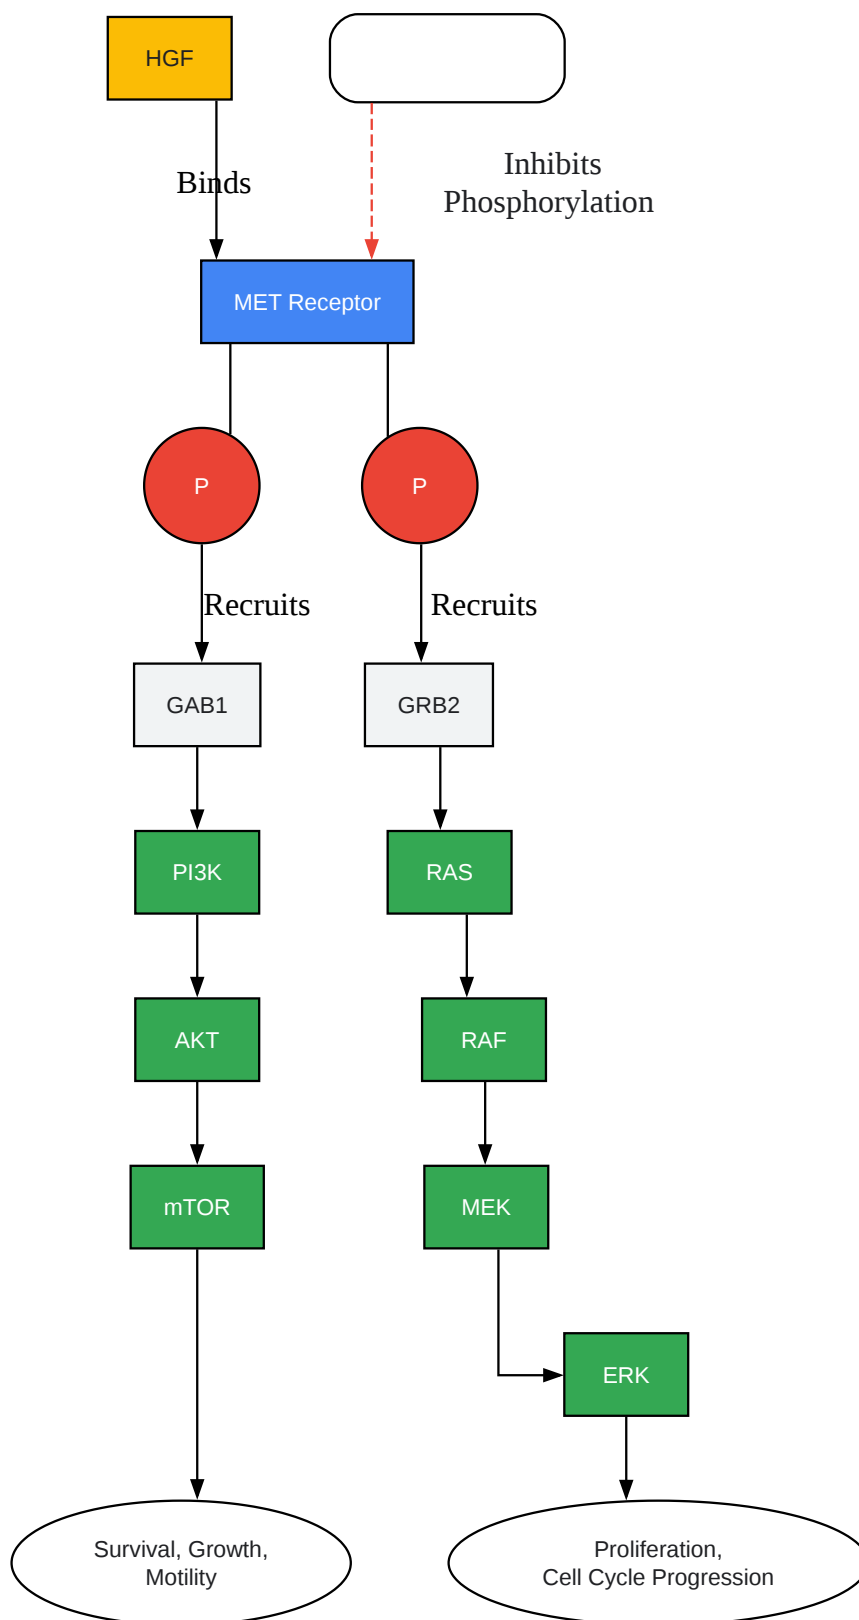 HGF
Binds
Inhibits
Phosphorylation
MET Receptor
P
P
Recruits
Recruits
GAB1
GRB2
PI3K
RAS
AKT
RAF
mTOR
MEK
ERK
Survival, Growth,
Motility
Proliferation,
Cell Cycle Progression